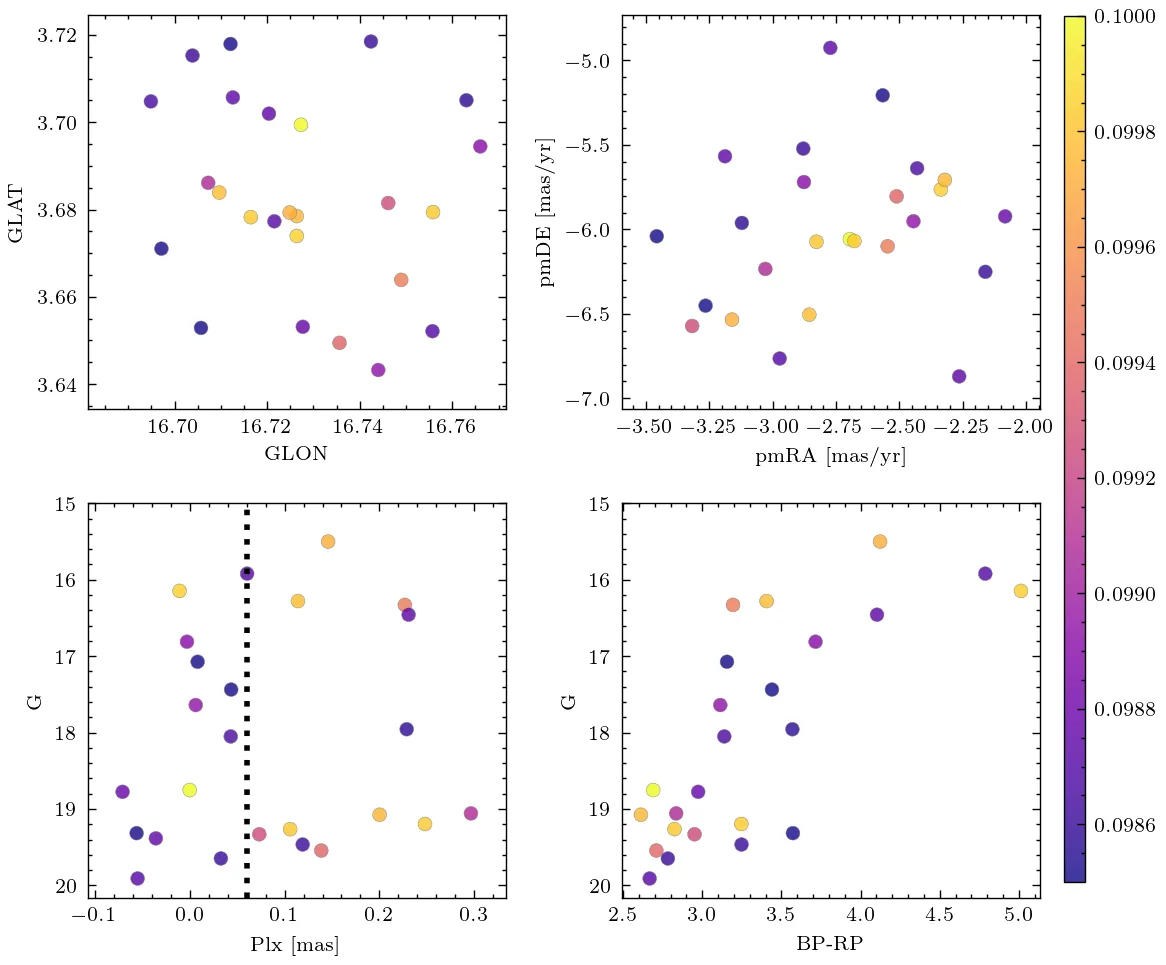 3.72
3.70
3.68
3.66
3.64
GLAT
16.70 16.72 16.74 16.76
GLON
−5.0
−5.5
−6.0
−6.5
−7.0
pmDE [mas/yr]
−3.50 −3.25 −3.00 −2.75 −2.50 −2.25 −2.00
pmRA [mas/yr]
15
16
17
18
19
20
G
−0.1 0.0 0.1 0.2 0.3
Plx [mas]
15
16
17
18
19
20
G
2.5 3.0 3.5 4.0 4.5 5.0
BP-RP
0.1000
0.0998
0.0996
0.0994
0.0992
0.0990
0.0988
0.0986